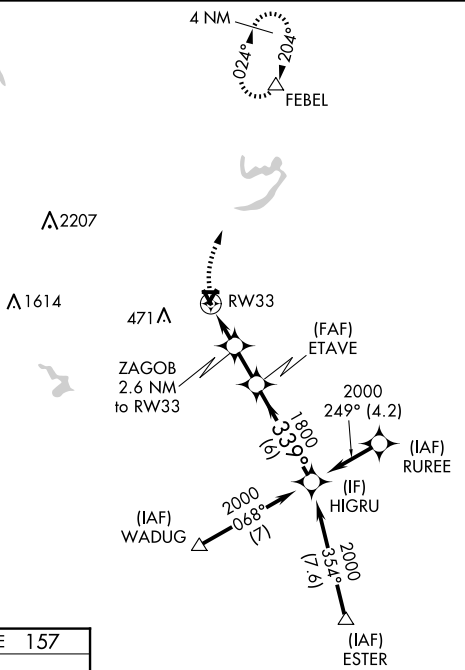 4 NM
024°
204°
FEBEL
2207
1614
471
RW33
(FAF)
ETAVE
ZAGOB
2.6 NM
to RW33
2000
249° (4.2)
1800
339°
(6)
(IAF)
RUREE
(IF)
HIGRU
2000
068°
(7)
(IAF)
WADUG
2000
354°
(7.6)
(IAF)
ESTER
E 157